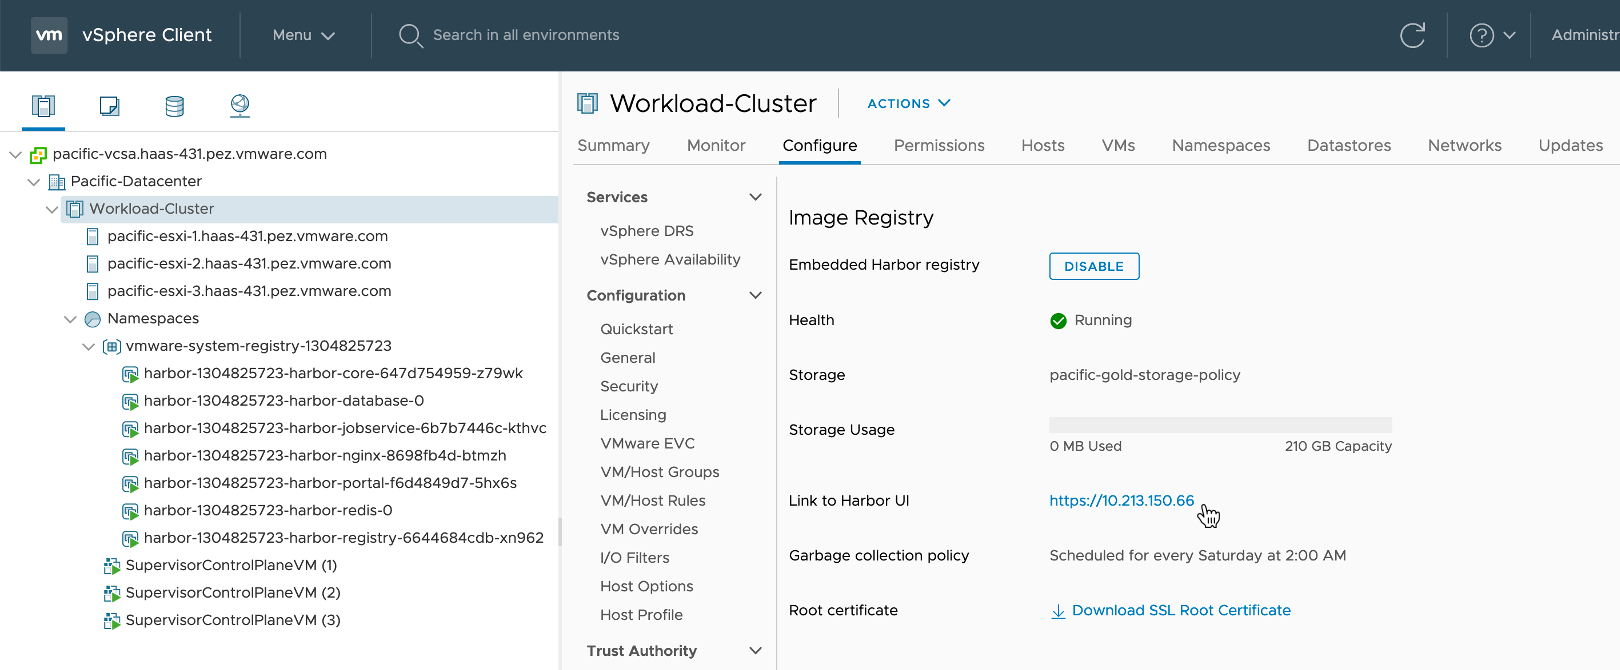 vm vSphere Client Menu Search in all environments ? Administr
pacific-vcsa.haas-431.pez.vmware.com
Pacific-Datacenter
Workload-Cluster
pacific-esxi-1.haas-431.pez.vmware.com
pacific-esxi-2.haas-431.pez.vmware.com
pacific-esxi-3.haas-431.pez.vmware.com
Namespaces
vmware-system-registry-1304825723
harbor-1304825723-harbor-core-647d754959-z79wk
harbor-1304825723-harbor-database-0
harbor-1304825723-harbor-jobservice-6b7b7446c-kthvc
harbor-1304825723-harbor-nginx-8698fb4d-btmzh
harbor-1304825723-harbor-portal-f6d4849d7-5hx6s
harbor-1304825723-harbor-redis-0
harbor-1304825723-harbor-registry-6644684cdb-xn962
SupervisorControlPlaneVM (1)
SupervisorControlPlaneVM (2)
SupervisorControlPlaneVM (3)
Workload-Cluster ACTIONS
Summary Monitor Configure Permissions Hosts VMs Namespaces Datastores Networks Updates
Services
vSphere DRS
vSphere Availability
Configuration
Quickstart
General
Security
Licensing
VMware EVC
VM/Host Groups
VM/Host Rules
VM Overrides
I/O Filters
Host Options
Host Profile
Trust Authority
Image Registry
Embedded Harbor registry DISABLE
Health Running
Storage pacific-gold-storage-policy
Storage Usage
0 MB Used 210 GB Capacity
Link to Harbor UI https://10.213.150.66
Garbage collection policy Scheduled for every Saturday at 2:00 AM
Root certificate Download SSL Root Certificate